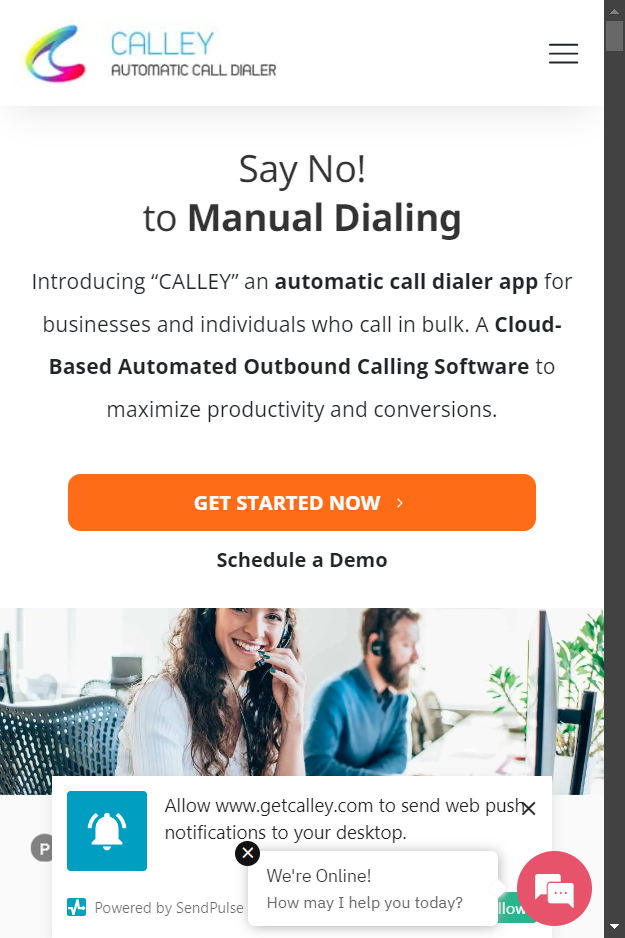 CALLEY
AUTOMATIC CALL DIALER
Say No!
to Manual Dialing
Introducing “CALLEY” an automatic call dialer app for
businesses and individuals who call in bulk. A Cloud-
Based Automated Outbound Calling Software to
maximize productivity and conversions.
GET STARTED NOW
Schedule a Demo
Allow www.getcalley.com to send web push
notifications to your desktop.
P
We're Online!
How may I help you today?
Powered by SendPulse